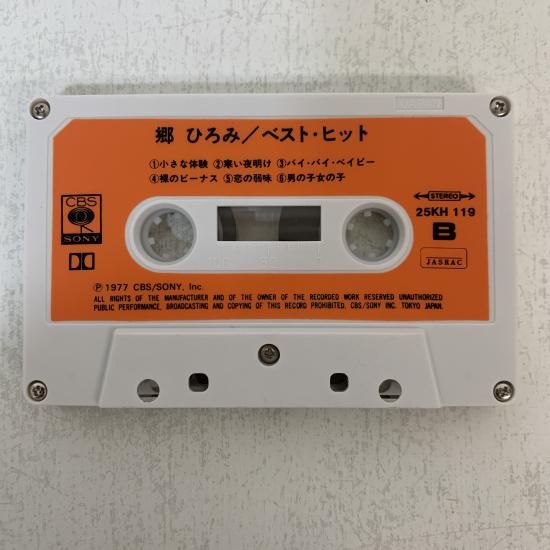 郷 ひろみ／ベスト・ヒット
①小さな体験 ②寒い夜明け ③バイ・バイ・ベイビー
④裸のビーナス ⑤恋の弱味 ⑥男の子女の子
CBS
SONY
STEREO
25KH 119
B
JASRAC
Ⓟ 1977 CBS/SONY, Inc.
ALL RIGHTS OF THE MANUFACTURER AND OF THE OWNER OF THE RECORDED WORK RESERVED UNAUTHORIZED
PUBLIC PERFORMANCE, BROADCASTING AND COPYING OF THIS RECORD PROHIBITED. CBS/SONY INC. TOKYO JAPAN.